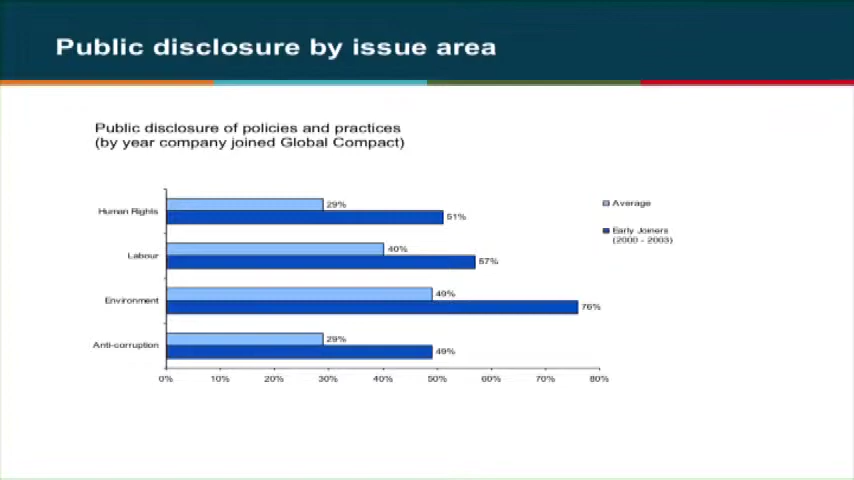 Public disclosure by issue area
Public disclosure of policies and practices
(by year company joined Global Compact)
Human Rights
29%
51%
Labour
40%
57%
Environment
49%
76%
Anti-corruption
29%
49%
0% 10% 20% 30% 40% 50% 60% 70% 80%
Average
Early Joiners
(2000 - 2003)